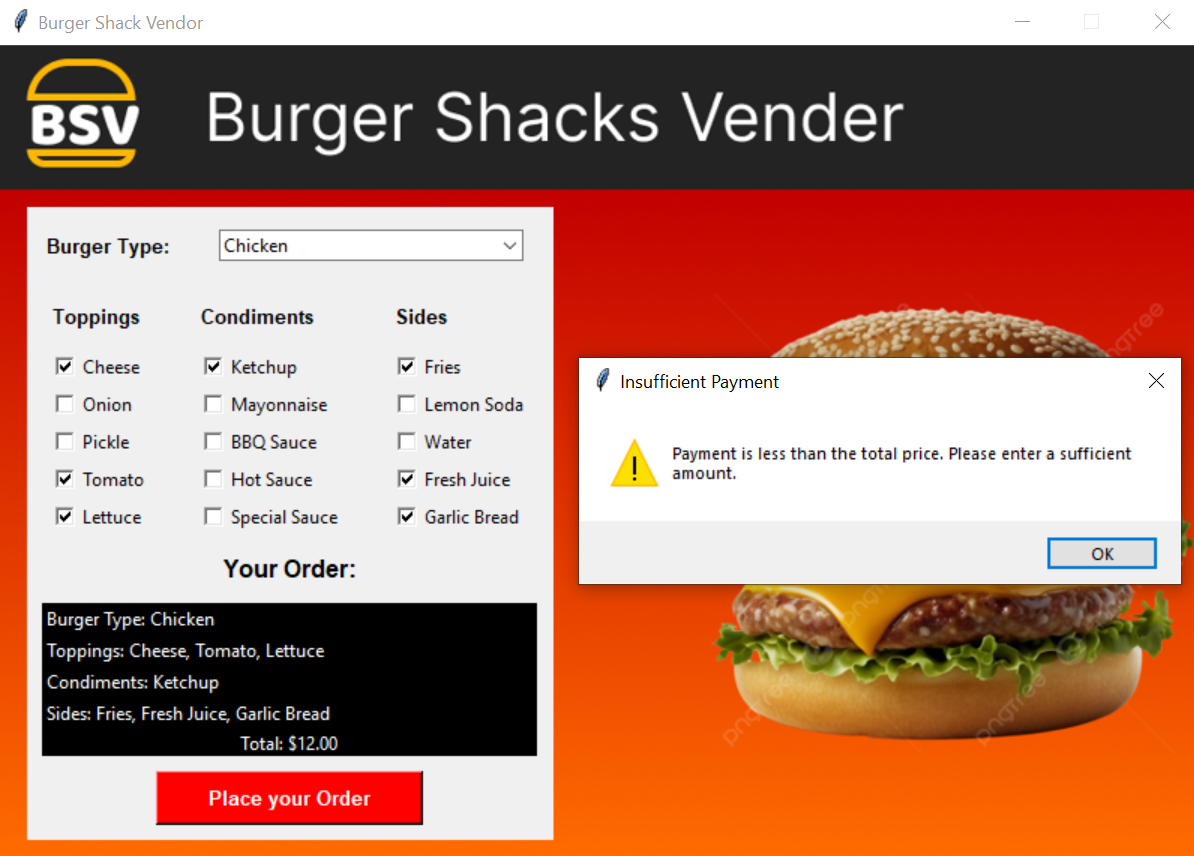 Burger Shack Vendor
BSV
Burger Shacks Vender
Burger Type:
Chicken
Toppings
Condiments
Sides
Cheese
Ketchup
Fries
Onion
Mayonnaise
Lemon Soda
Pickle
BBQ Sauce
Water
Tomato
Hot Sauce
Fresh Juice
Lettuce
Special Sauce
Garlic Bread
Your Order:
Burger Type: Chicken
Toppings: Cheese, Tomato, Lettuce
Condiments: Ketchup
Sides: Fries, Fresh Juice, Garlic Bread
Total: $12.00
Place your Order
Insufficient Payment
Payment is less than the total price. Please enter a sufficient
amount.
OK
pngtree
pngtree